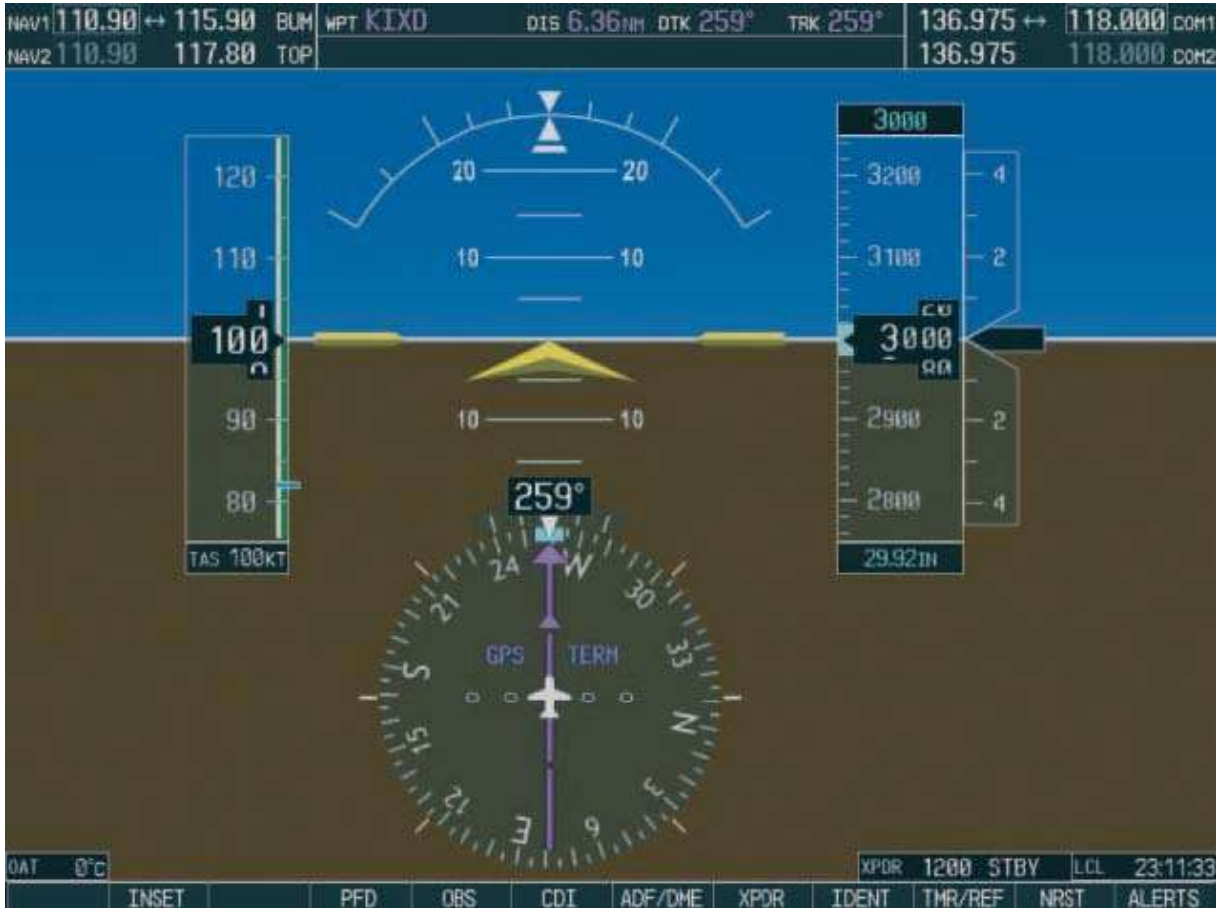 NAV1 110.90 ↔ 115.90 BUM
NAV2 110.90 117.80 TOP
WPT KIXD DIS 6.36NM DTK 259° TRK 259°
136.975 ↔ 118.000 COM1
136.975 118.000 COM2
120
110
100
90
80
TAS 100KT
20 20
10 10
10 10
3000
3200
3100
3000
2900
2800
29.92IN
4
2
2
4
259°
24 W 30 33 N 3 6 E 12 15 S 21
GPS TERM
OAT 0°C
XPDR 1200 STBY LCL 23:11:33
INSET PFD OBS CDI ADF/DME XPDR IDENT TMR/REF NRST ALERTS